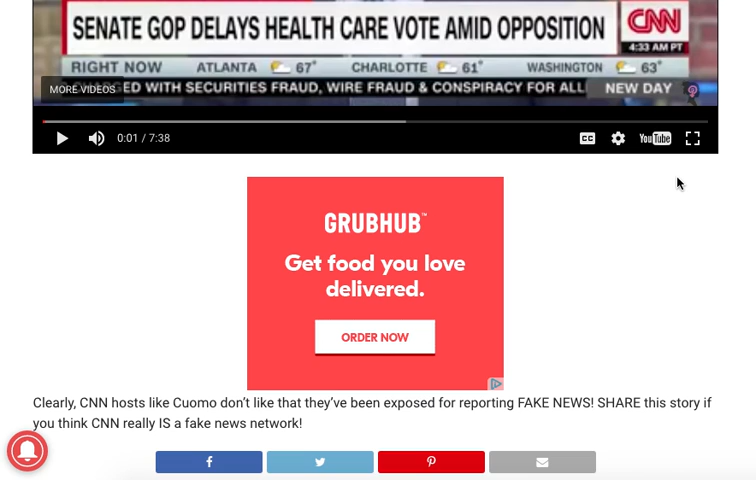 SENATE GOP DELAYS HEALTH CARE VOTE AMID OPPOSITION
CNN
4:33 AM PT
RIGHT NOW ATLANTA 67° CHARLOTTE 61° WASHINGTON 63°
MORE VIDEOS
ED WITH SECURITIES FRAUD, WIRE FRAUD & CONSPIRACY FOR ALL NEW DAY
0:01 / 7:38 CC YouTube
GRUBHUB™
Get food you love
delivered.
ORDER NOW
Clearly, CNN hosts like Cuomo don’t like that they’ve been exposed for reporting FAKE NEWS! SHARE this story if
you think CNN really IS a fake news network!